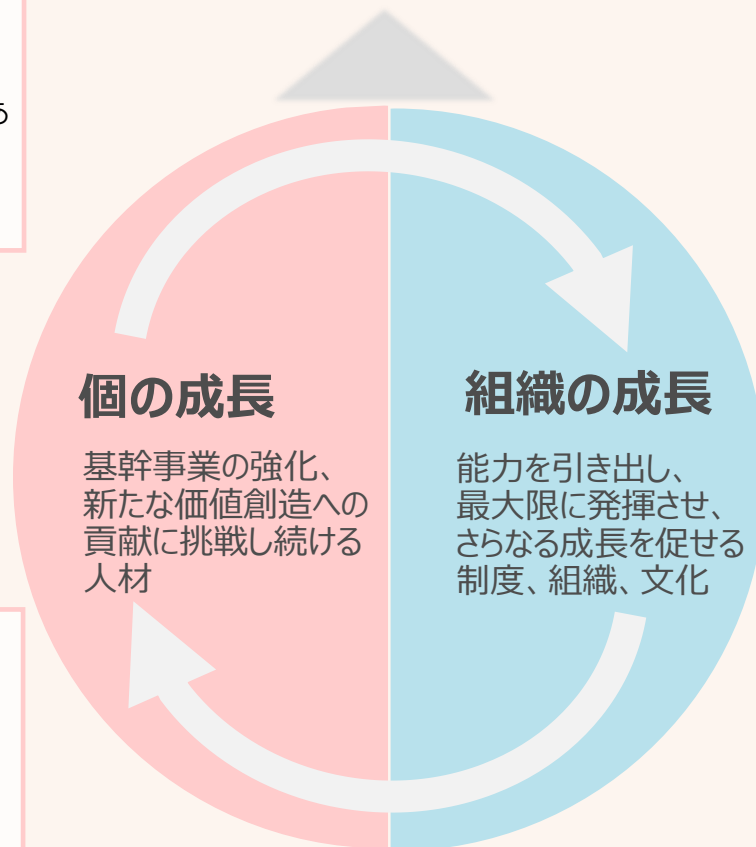 る
個の成長
基幹事業の強化、
新たな価値創造への
貢献に挑戦し続ける
人材
組織の成長
能力を引き出し、
最大限に発揮させ、
さらなる成長を促せる
制度、組織、文化